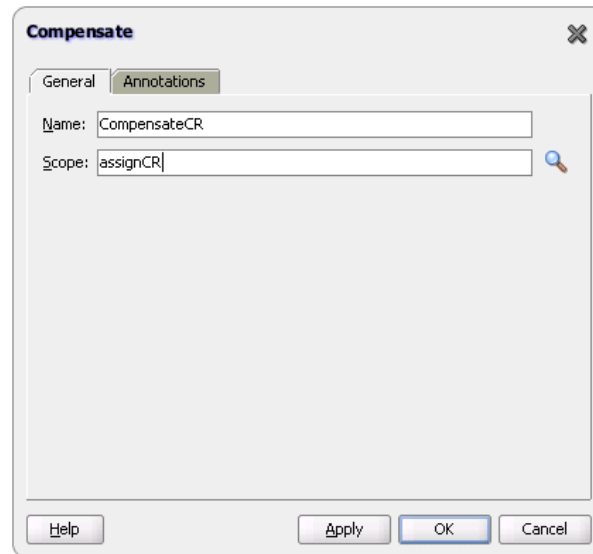 Compensate
General Annotations
Name: CompensateCR
Scope: assignCR
Help Apply OK Cancel